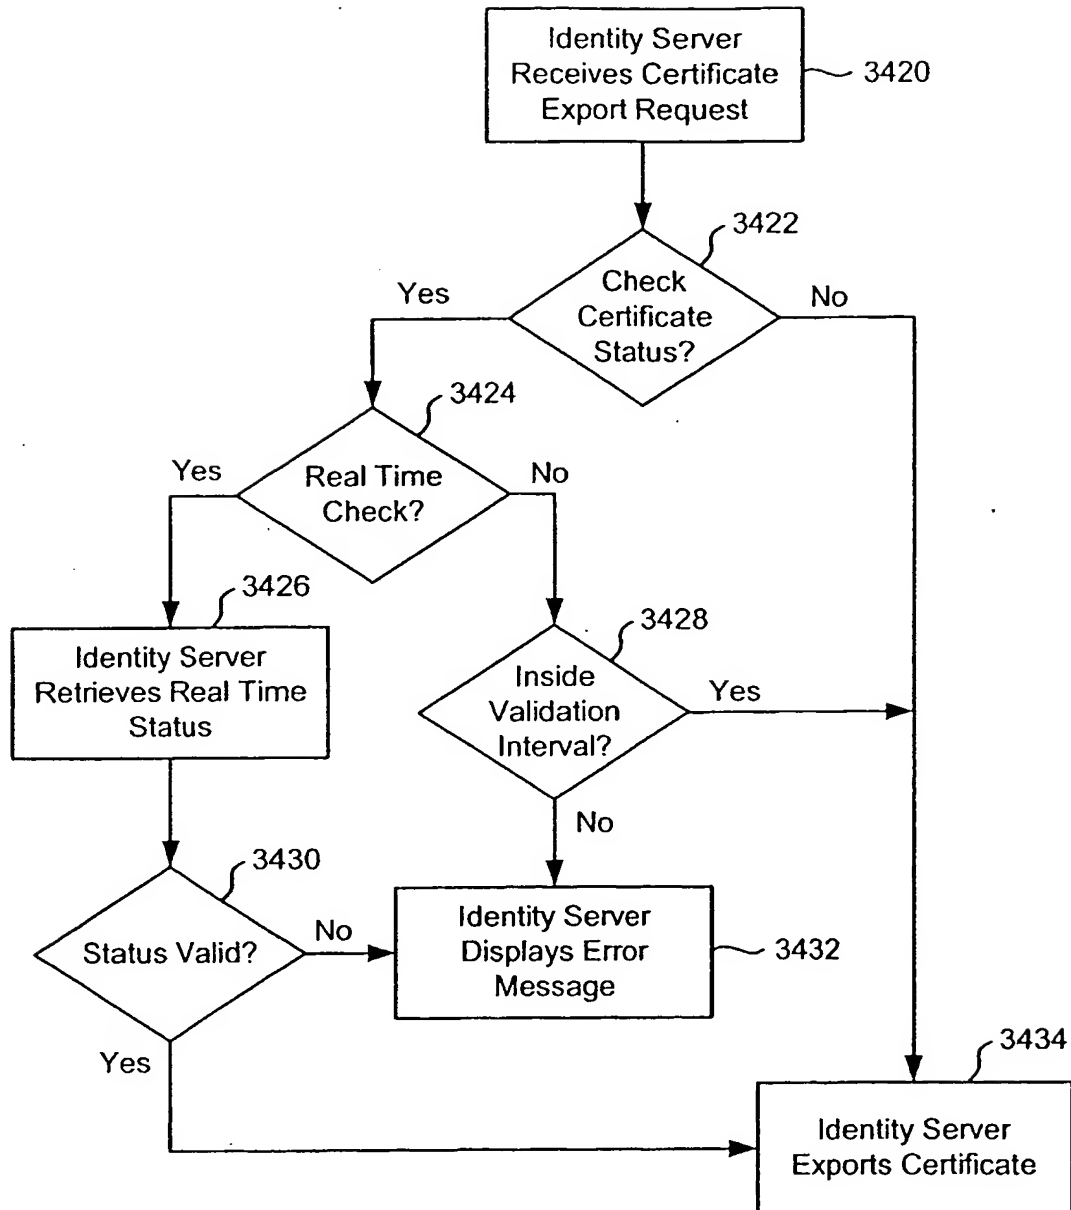 Identity Server
Receives Certificate
Export Request
3420
3422
Check
Certificate
Status?
Yes
No
3424
Real Time
Check?
Yes
No
3426
Identity Server
Retrieves Real Time
Status
3428
Inside
Validation
Interval?
Yes
No
3430
Status Valid?
No
Yes
Identity Server
Displays Error
Message
3432
3434
Identity Server
Exports Certificate